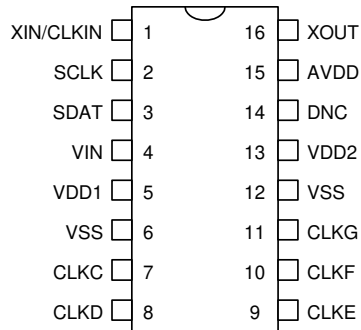 XIN/CLKIN 1 16 XOUT
SCLK 2 15 AVDD
SDAT 3 14 DNC
VIN 4 13 VDD2
VDD1 5 12 VSS
VSS 6 11 CLKG
CLKC 7 10 CLKF
CLKD 8 9 CLKE